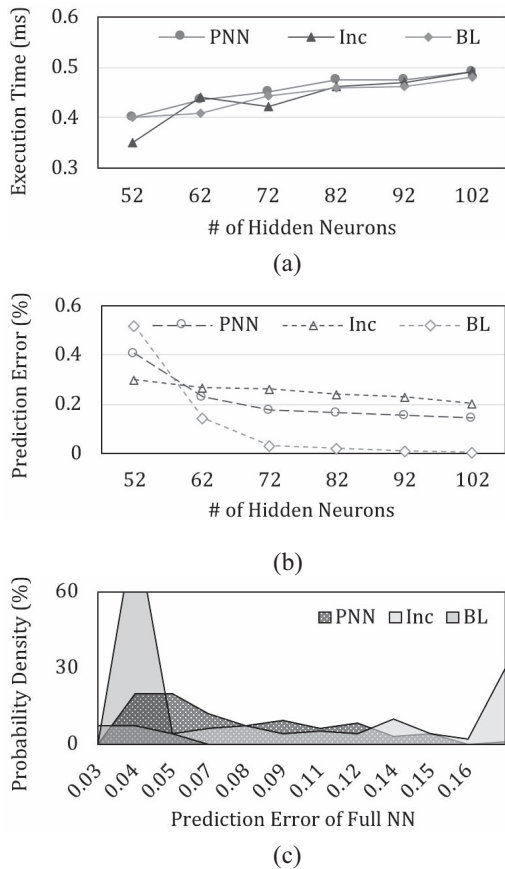 (a)
0.6
PNN Inc BL
0.5
0.4
0.3
Execution Time (ms)
52 62 72 82 92 102
# of Hidden Neurons
(a)
0.6
PNN Inc BL
0.4
0.2
0
Prediction Error (%)
52 62 72 82 92 102
# of Hidden Neurons
(b)
60
PNN Inc BL
30
0
Probability Density (%)
0.03 0.04 0.05 0.07 0.08 0.09 0.11 0.12 0.14 0.15 0.16
Prediction Error of Full NN
(c)